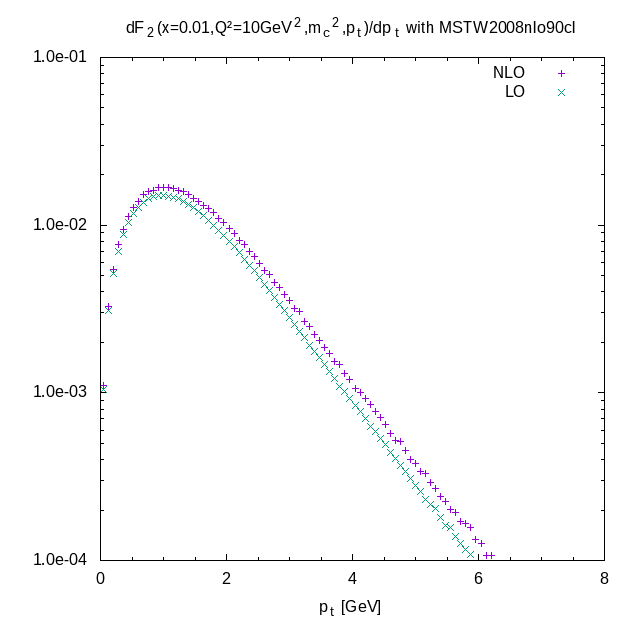 dF2(x=0.01,Q²=10GeV2,mc2,pt)/dpt with MSTW2008nlo90cl
1.0e-01
NLO
LO
1.0e-02
1.0e-03
1.0e-04
0 2 4 6 8
pt [GeV]